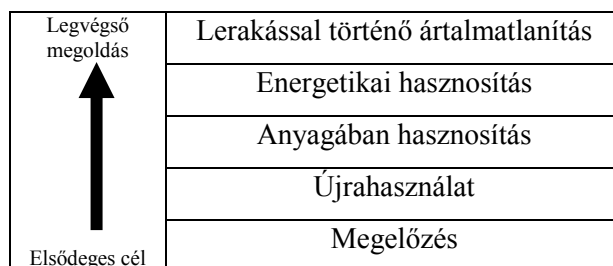 Legvégső
megoldás
Lerakással történő ártalmatlanítás
Energetikai hasznosítás
Anyagában hasznosítás
Újrahasználat
Megelőzés
Elsődeges cél